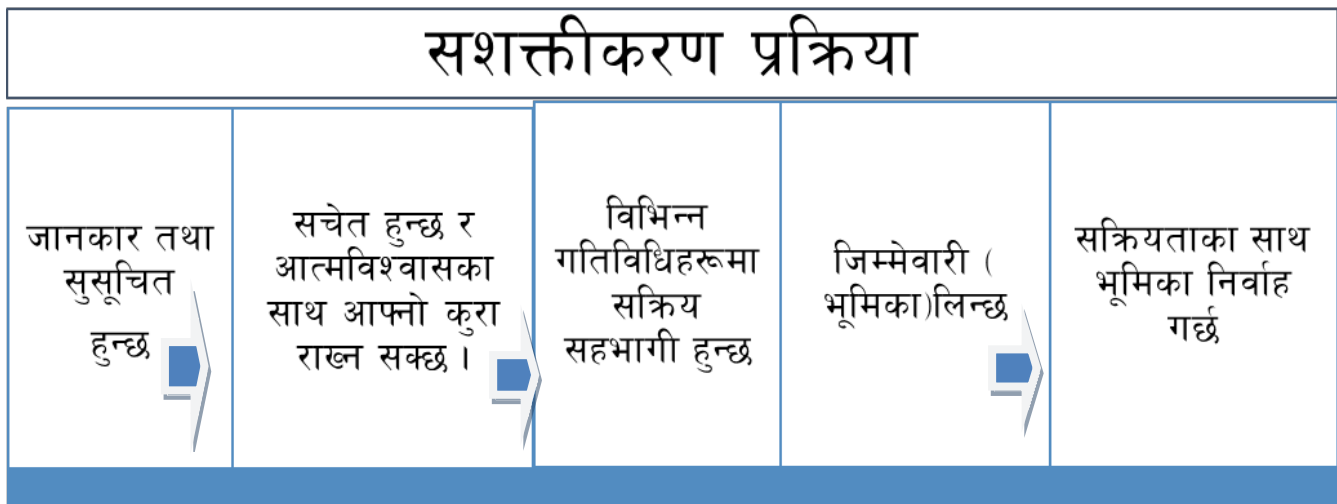 सशक्तीकरण प्रक्रिया
जानकार तथा
सुसूचित
हुन्छ
सचेत हुन्छ र
आत्मविश्वासका
साथ आफ्नो कुरा
राख्न सक्छ ।
विभिन्न
गतिविधिहरूमा
सक्रिय
सहभागी हुन्छ
जिम्मेवारी (
भूमिका)लिन्छ
सक्रियताका साथ
भूमिका निर्वाह
गर्छ